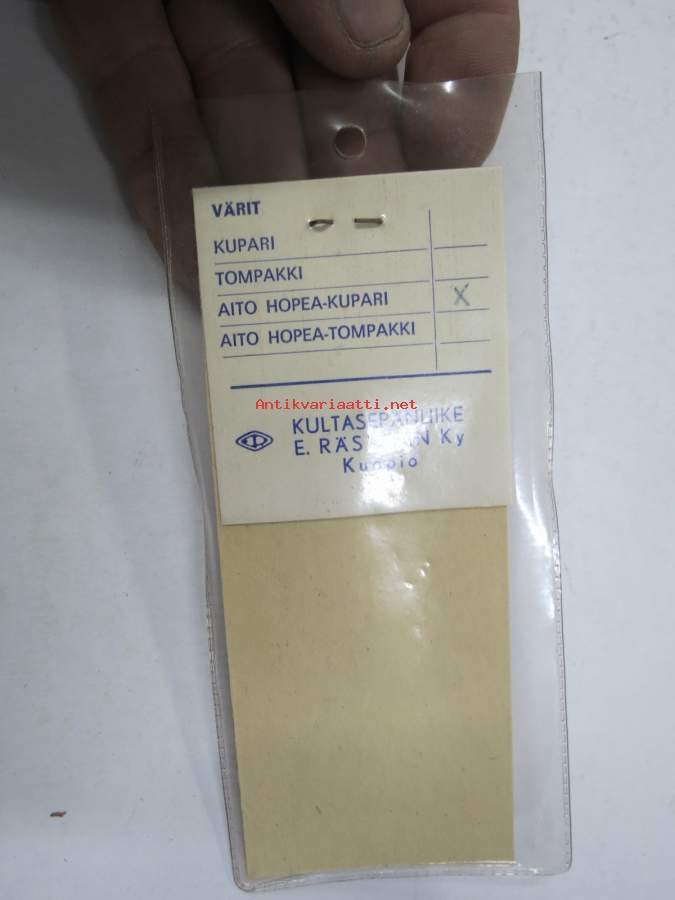 VÄRIT
KUPARI
TOMPAKKI
AITO HOPEA-KUPARI X
AITO HOPEA-TOMPAKKI
Antikvariaatti.net
KULTASEPÄNLIIKE
E. Ky